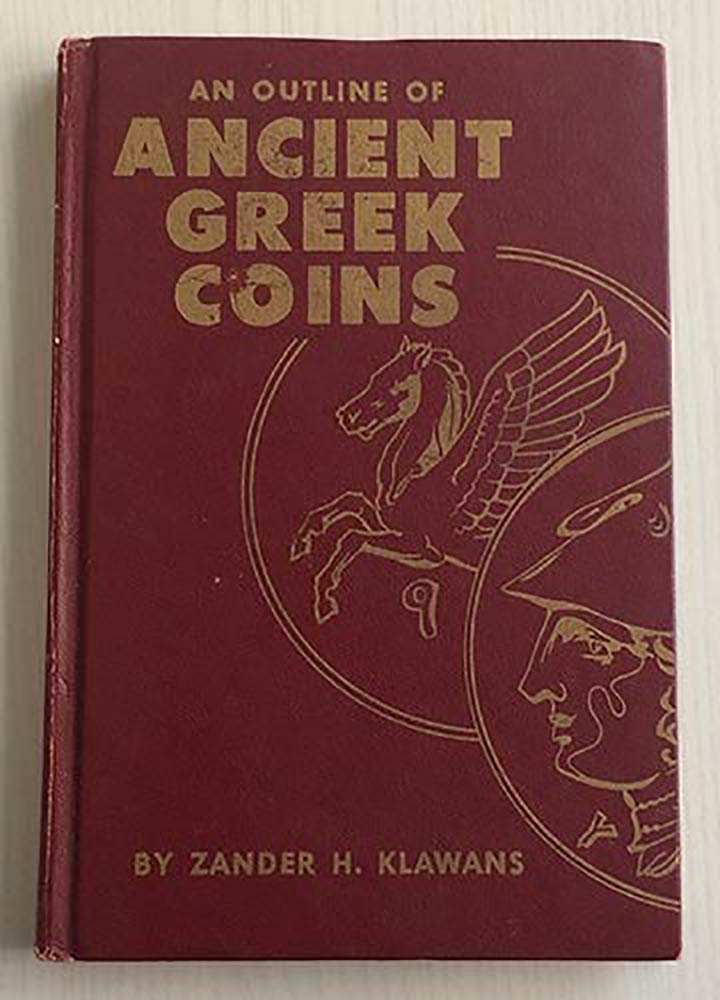 AN OUTLINE OF
ANCIENT
GREEK
COINS
BY ZANDER H. KLAWANS